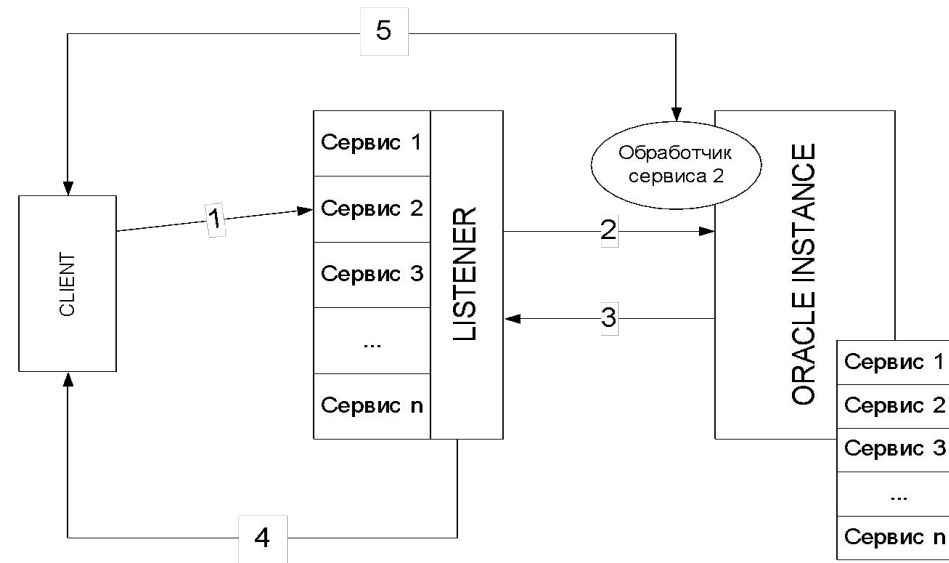 5
Сервис 1
Сервис 2
Сервис 3
...
Сервис n
LISTENER
CLIENT
1
Обработчик
сервиса 2
ORACLE INSTANCE
2
3
Сервис 1
Сервис 2
Сервис 3
...
Сервис n
4